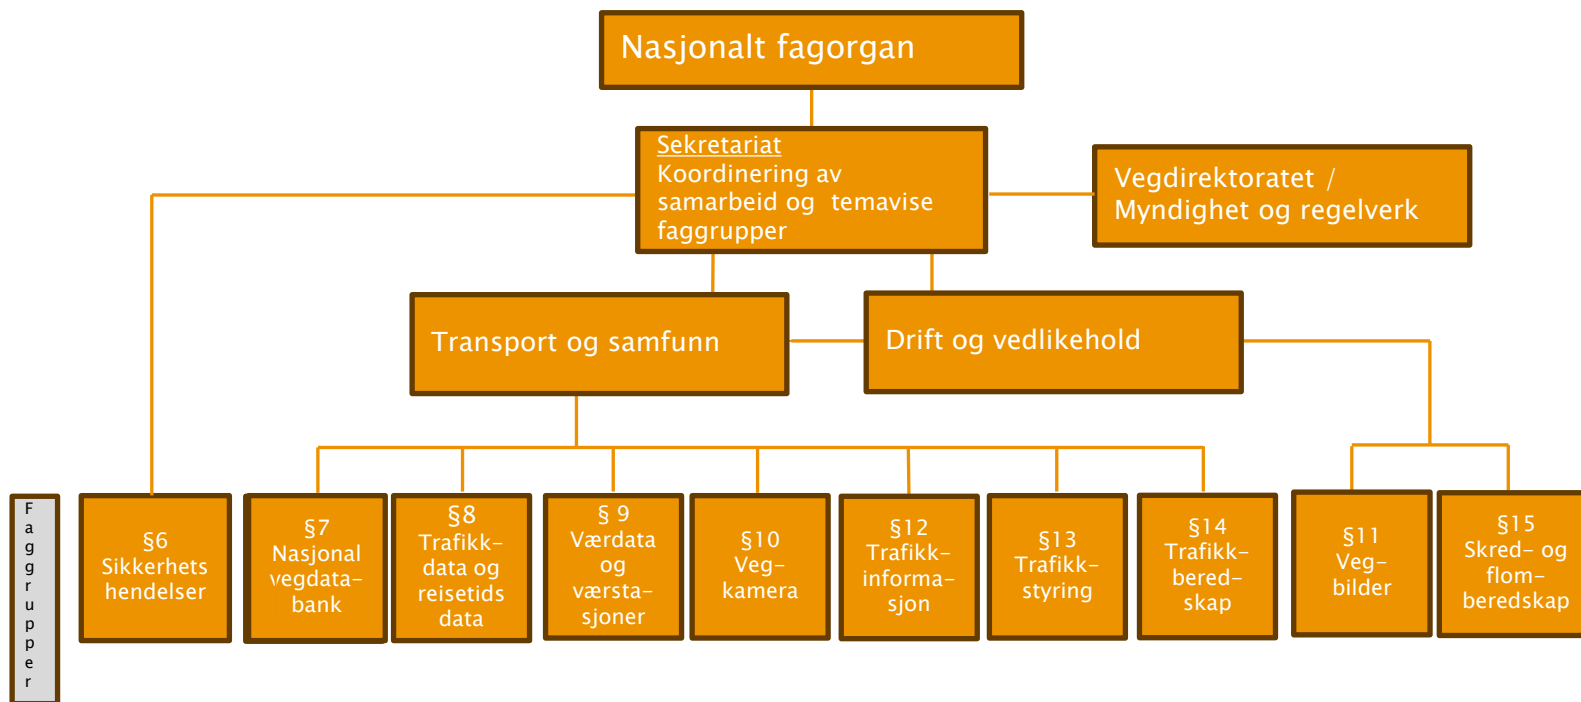 Nasjonalt fagorgan
Sekretariat
Koordinering av
samarbeid og temavise
faggrupper
Vegdirektoratet /
Myndighet og regelverk
Transport og samfunn
Drift og vedlikehold
F
a
g
g
r
u
p
p
e
r
§6
Sikkerhets
hendelser
§7
Nasjonal
vegdata-
bank
§8
Trafikk-
data og
reisetids
data
§ 9
Værdata
og
værsta-
sjoner
§10
Veg-
kamera
§12
Trafikk-
informa-
sjon
§13
Trafikk-
styring
§14
Trafikk-
bered-
skap
§11
Veg-
bilder
§15
Skred- og
flom-
beredskap